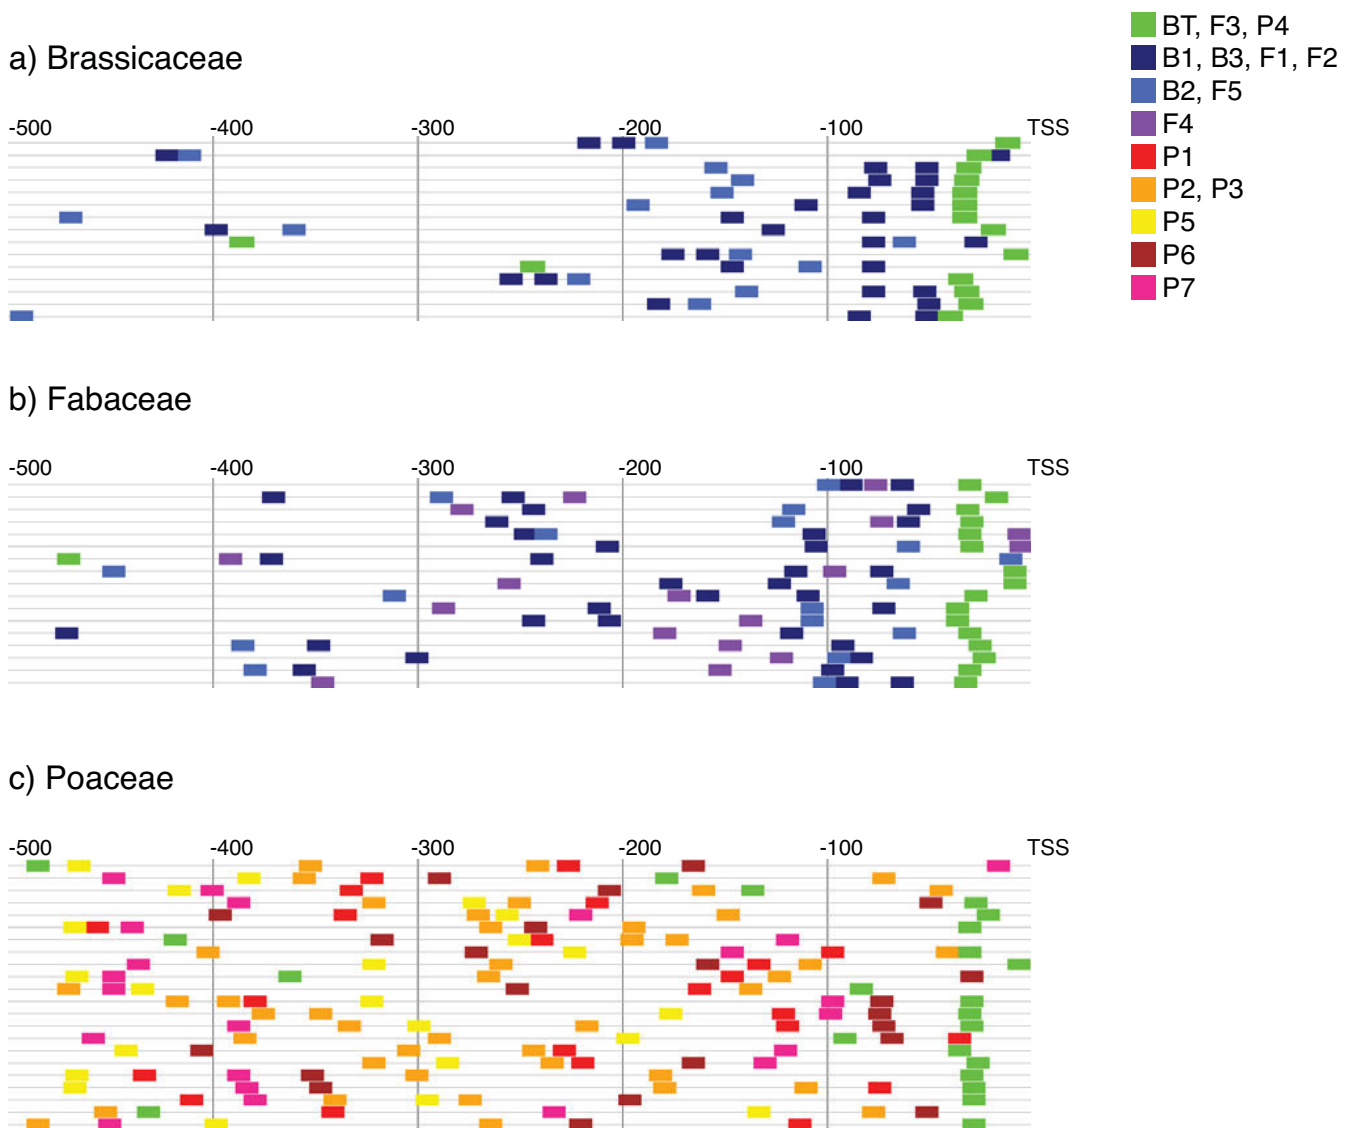 BT, F3, P4
B1, B3, F1, F2
B2, F5
F4
P1
P2, P3
P5
P6
P7
a) Brassicaceae
-500 -400 -300 -200 -100 TSS
b) Fabaceae
-500 -400 -300 -200 -100 TSS
c) Poaceae
-500 -400 -300 -200 -100 TSS